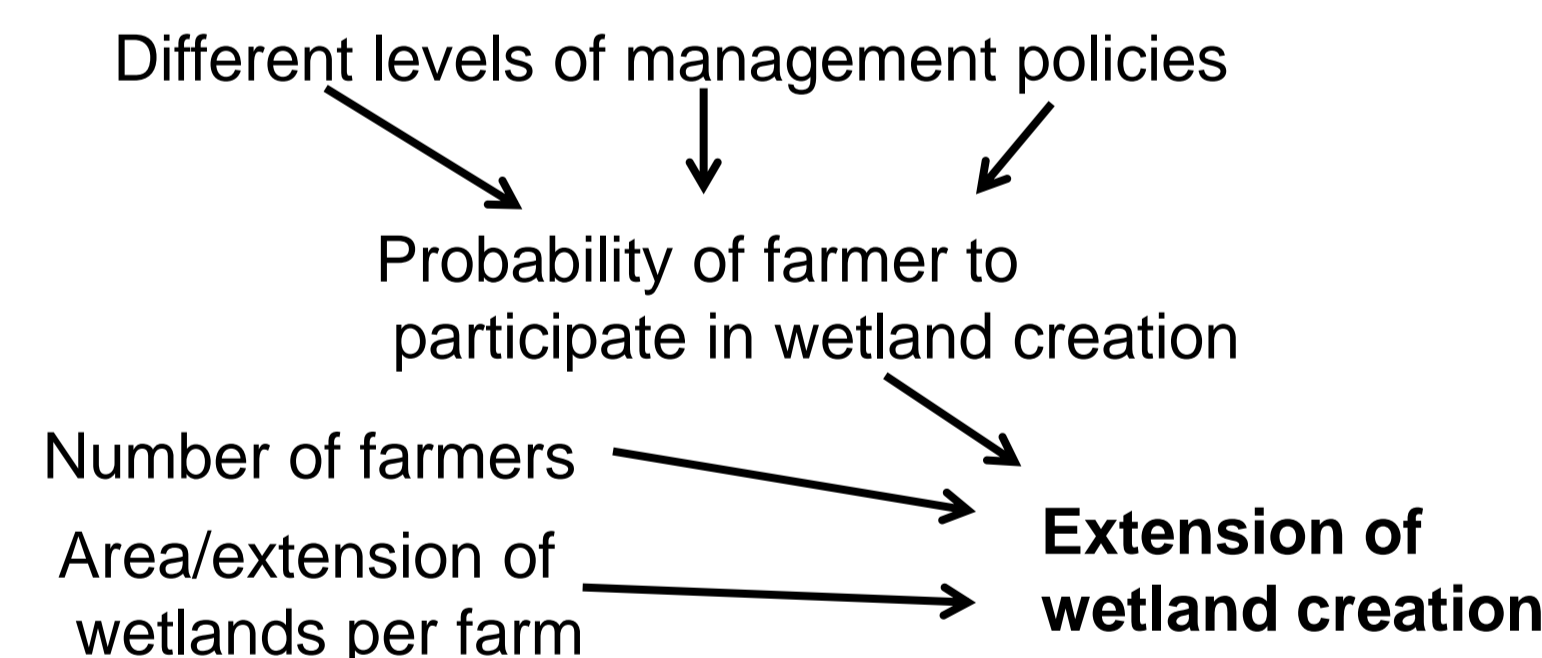 Different levels of management policies
Probability of farmer to
participate in wetland creation
Number of farmers
Area/extension of
wetlands per farm
Extension of
wetland creation